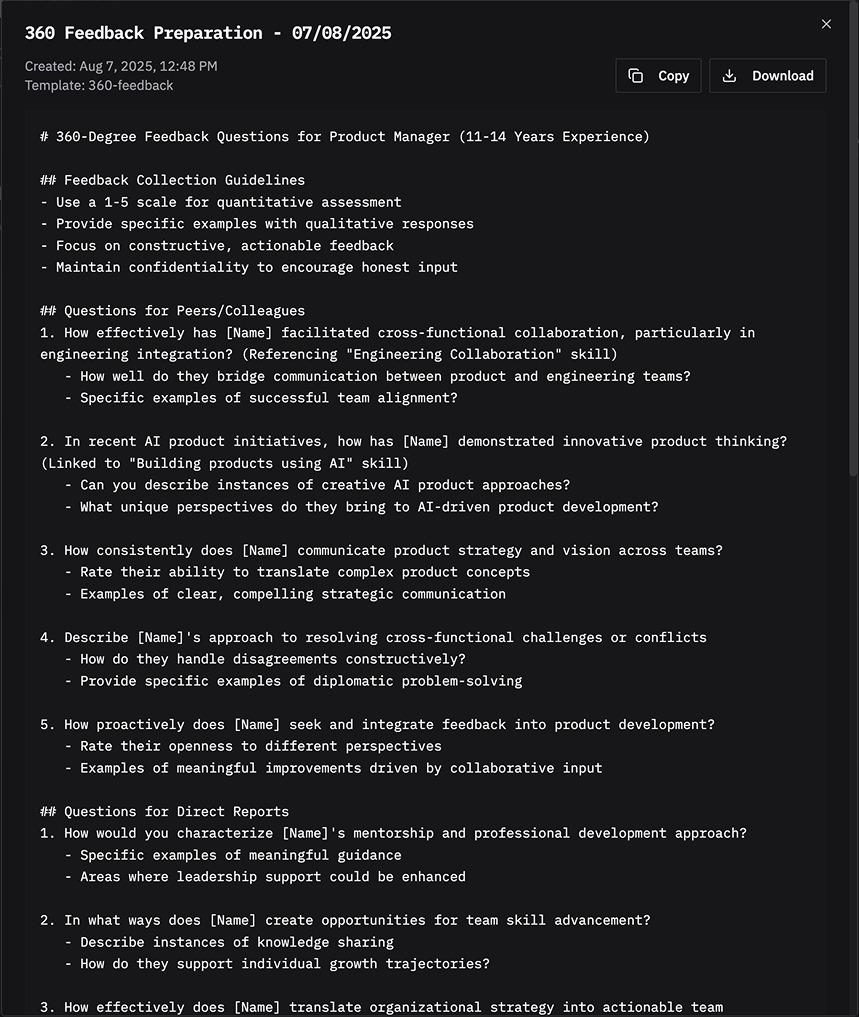 360 Feedback Preparation - 07/08/2025
Created: Aug 7, 2025, 12:48 PM
Template: 360-feedback
Copy
Download
# 360-Degree Feedback Questions for Product Manager (11-14 Years Experience)
## Feedback Collection Guidelines
- Use a 1-5 scale for quantitative assessment
- Provide specific examples with qualitative responses
- Focus on constructive, actionable feedback
- Maintain confidentiality to encourage honest input
## Questions for Peers/Colleagues
1. How effectively has [Name] facilitated cross-functional collaboration, particularly in
engineering integration? (Referencing "Engineering Collaboration" skill)
- How well do they bridge communication between product and engineering teams?
- Specific examples of successful team alignment?
2. In recent AI product initiatives, how has [Name] demonstrated innovative product thinking?
(Linked to "Building products using AI" skill)
- Can you describe instances of creative AI product approaches?
- What unique perspectives do they bring to AI-driven product development?
3. How consistently does [Name] communicate product strategy and vision across teams?
- Rate their ability to translate complex product concepts
- Examples of clear, compelling strategic communication
4. Describe [Name]'s approach to resolving cross-functional challenges or conflicts
- How do they handle disagreements constructively?
- Provide specific examples of diplomatic problem-solving
5. How proactively does [Name] seek and integrate feedback into product development?
- Rate their openness to different perspectives
- Examples of meaningful improvements driven by collaborative input
## Questions for Direct Reports
1. How would you characterize [Name]'s mentorship and professional development approach?
- Specific examples of meaningful guidance
- Areas where leadership support could be enhanced
2. In what ways does [Name] create opportunities for team skill advancement?
- Describe instances of knowledge sharing
- How do they support individual growth trajectories?
3. How effectively does [Name] translate organizational strategy into actionable team